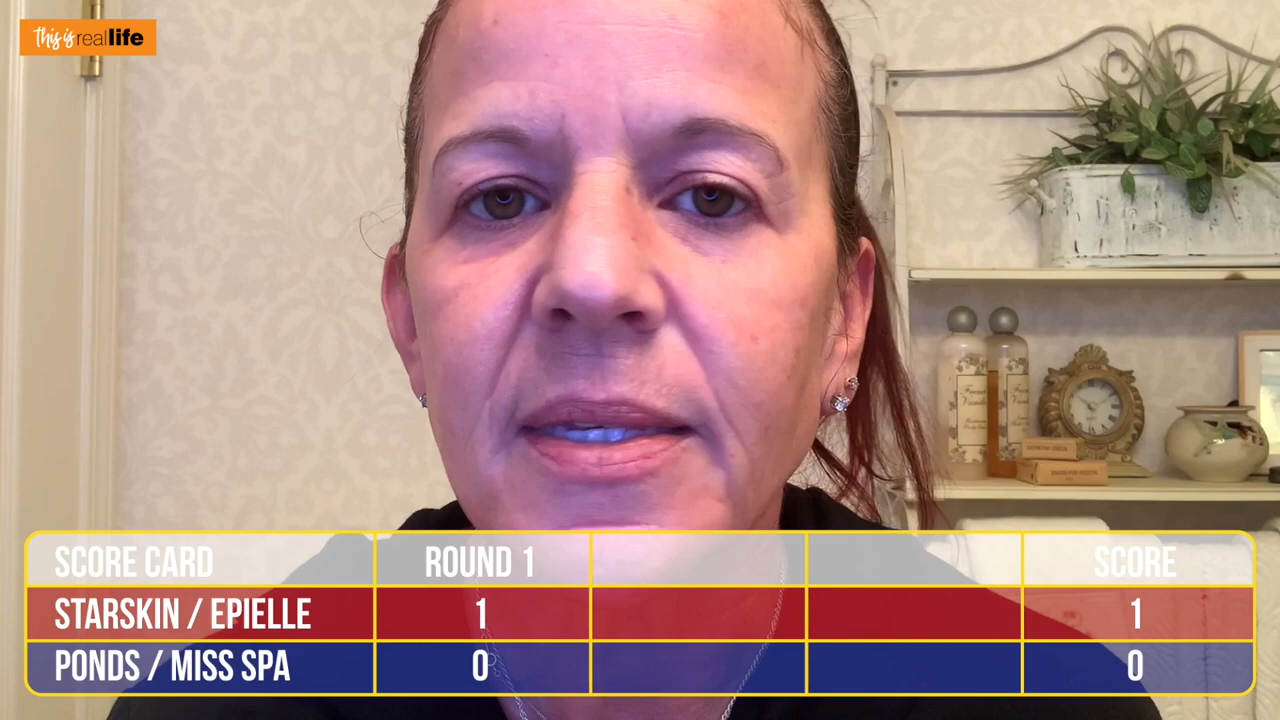 This is real life
SCORE CARD ROUND 1 SCORE
STARSKIN / EPIELLE 1 1
PONDS / MISS SPA 0 0